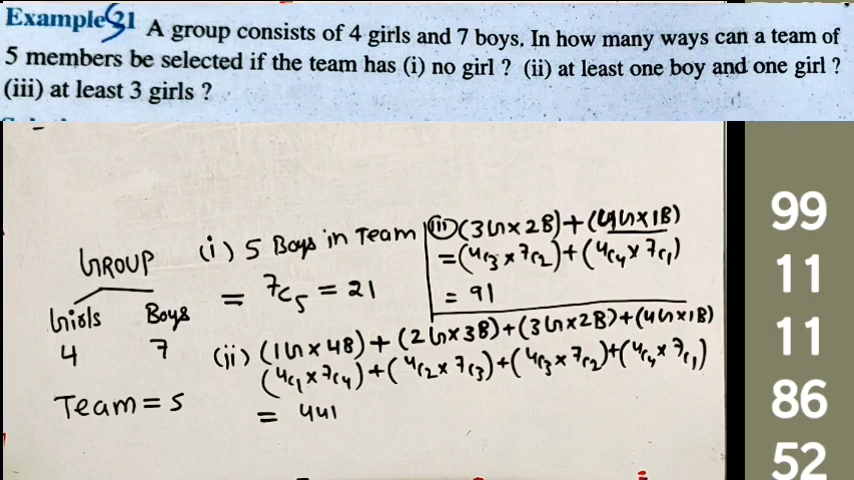 Example 21 A group consists of 4 girls and 7 boys. In how many ways can a team of
5 members be selected if the team has (i) no girl ? (ii) at least one boy and one girl ?
(iii) at least 3 girls ?
GROUP
Girls Boys
4 7
Team = 5
(i) 5 Boys in Team
= 7C5 = 21
(iii) (3G×2B)+(4G×1B)
=(4C3×7C2)+(4C4×7C1)
= 91
(ii) (1G×4B)+(2G×3B)+(3G×2B)+(4G×1B)
(4C1×7C4)+(4C2×7C3)+(4C3×7C2)+(4C4×7C1)
= 441
99
11
11
86
52